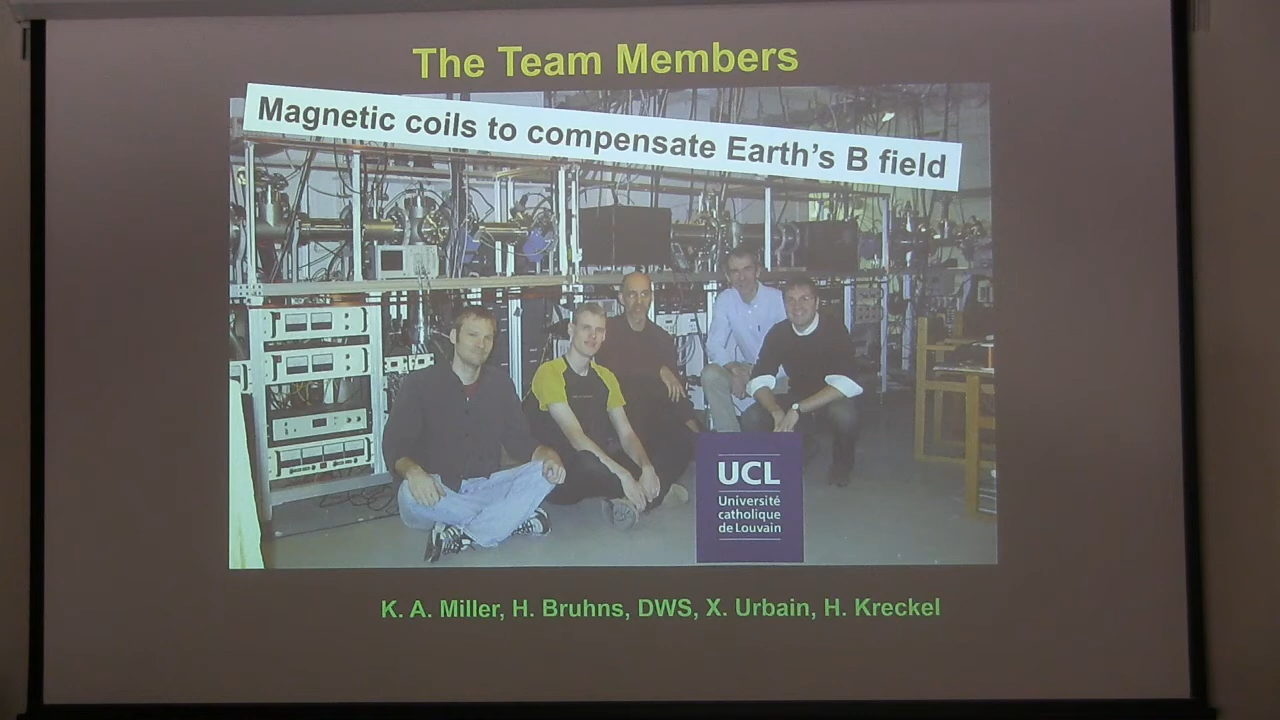 The Team Members
Magnetic coils to compensate Earth's B field
UCL
Université
catholique
de Louvain
K. A. Miller, H. Bruhns, DWS, X. Urbain, H. Kreckel